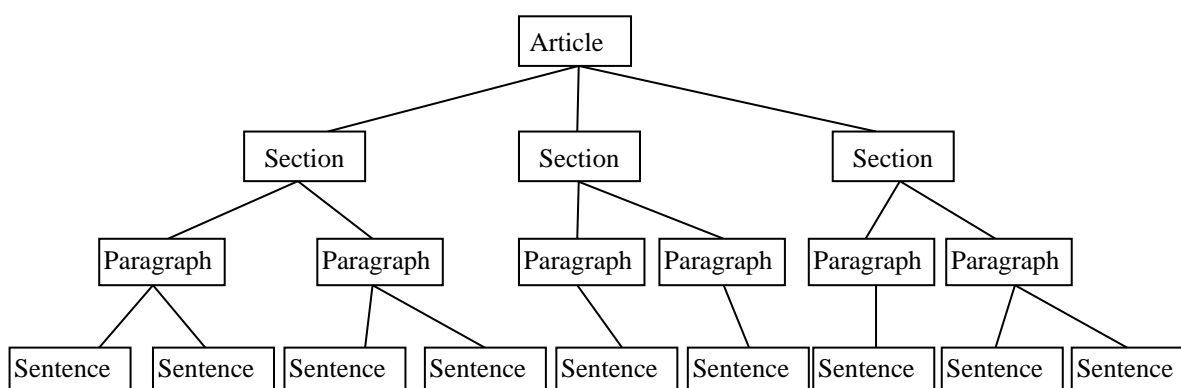 Article
Section Section Section
Paragraph Paragraph Paragraph Paragraph Paragraph Paragraph
Sentence Sentence Sentence Sentence Sentence Sentence Sentence Sentence Sentence